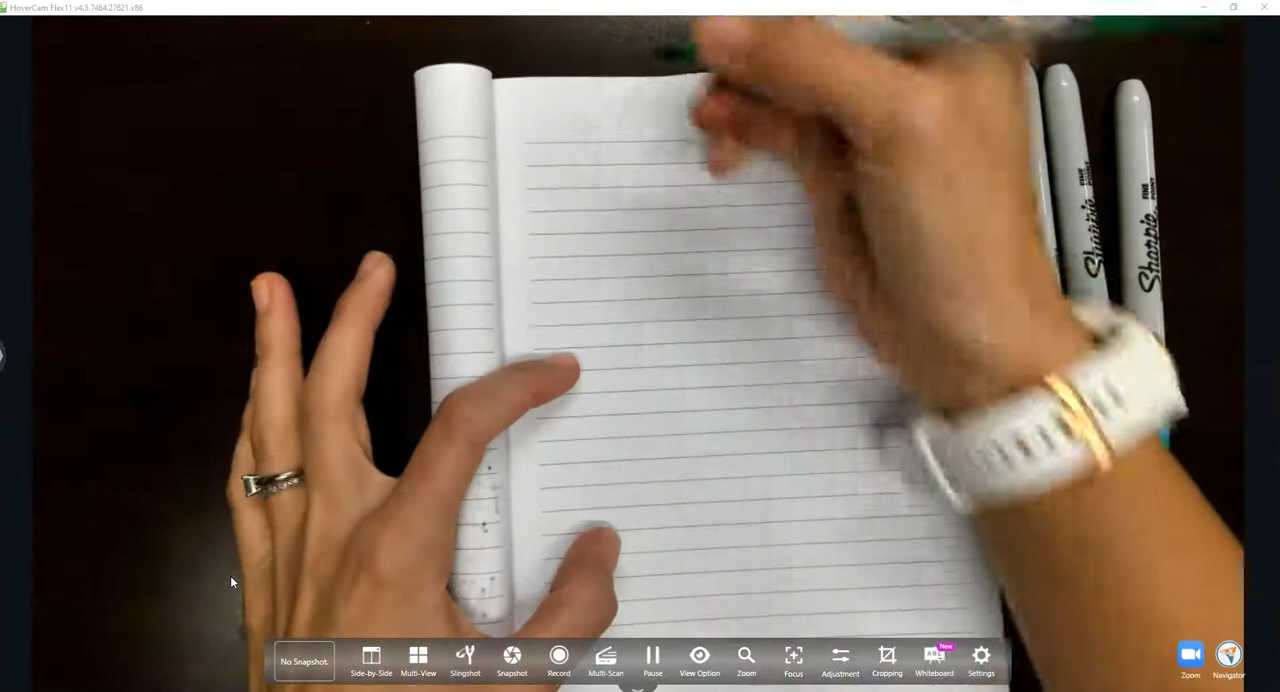 HoverCam Flex11 v4.5.7464.27621 x86
Sharpie
FINE
POINT
Sharpie
FINE
POINT
No Snapshot.
Side-by-Side
Multi-View
Slingshot
Snapshot
Record
Multi-Scan
Pause
View Option
Zoom
Focus
Adjustment
Cropping
ABC
New
Whiteboard
Settings
Zoom
Navigator